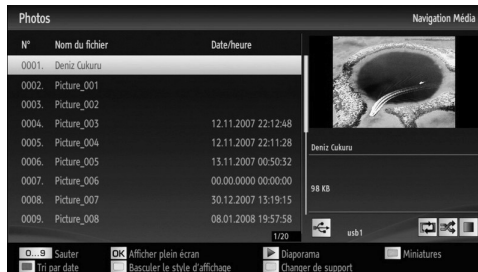 Photos
Navigation Média
N° Nom du fichier Date/heure
0001. Deniz Cukuru
0002. Picture_001
0003. Picture_002
0004. Picture_003 12.11.2007 22:12:48
0005. Picture_004 12.11.2007 22:11:28
0006. Picture_005 13.11.2007 00:50:32
0007. Picture_006 00.00.0000 00:00:00
0008. Picture_007 30.12.2007 13:19:15
0009. Picture_008 08.01.2008 19:57:58
1/20
Deniz Cukuru
98 KB
usb1
0...9 Sauter OK Afficher plein écran Diaporama Miniatures
Tri par date Basculer le style d'affichage Changer de support